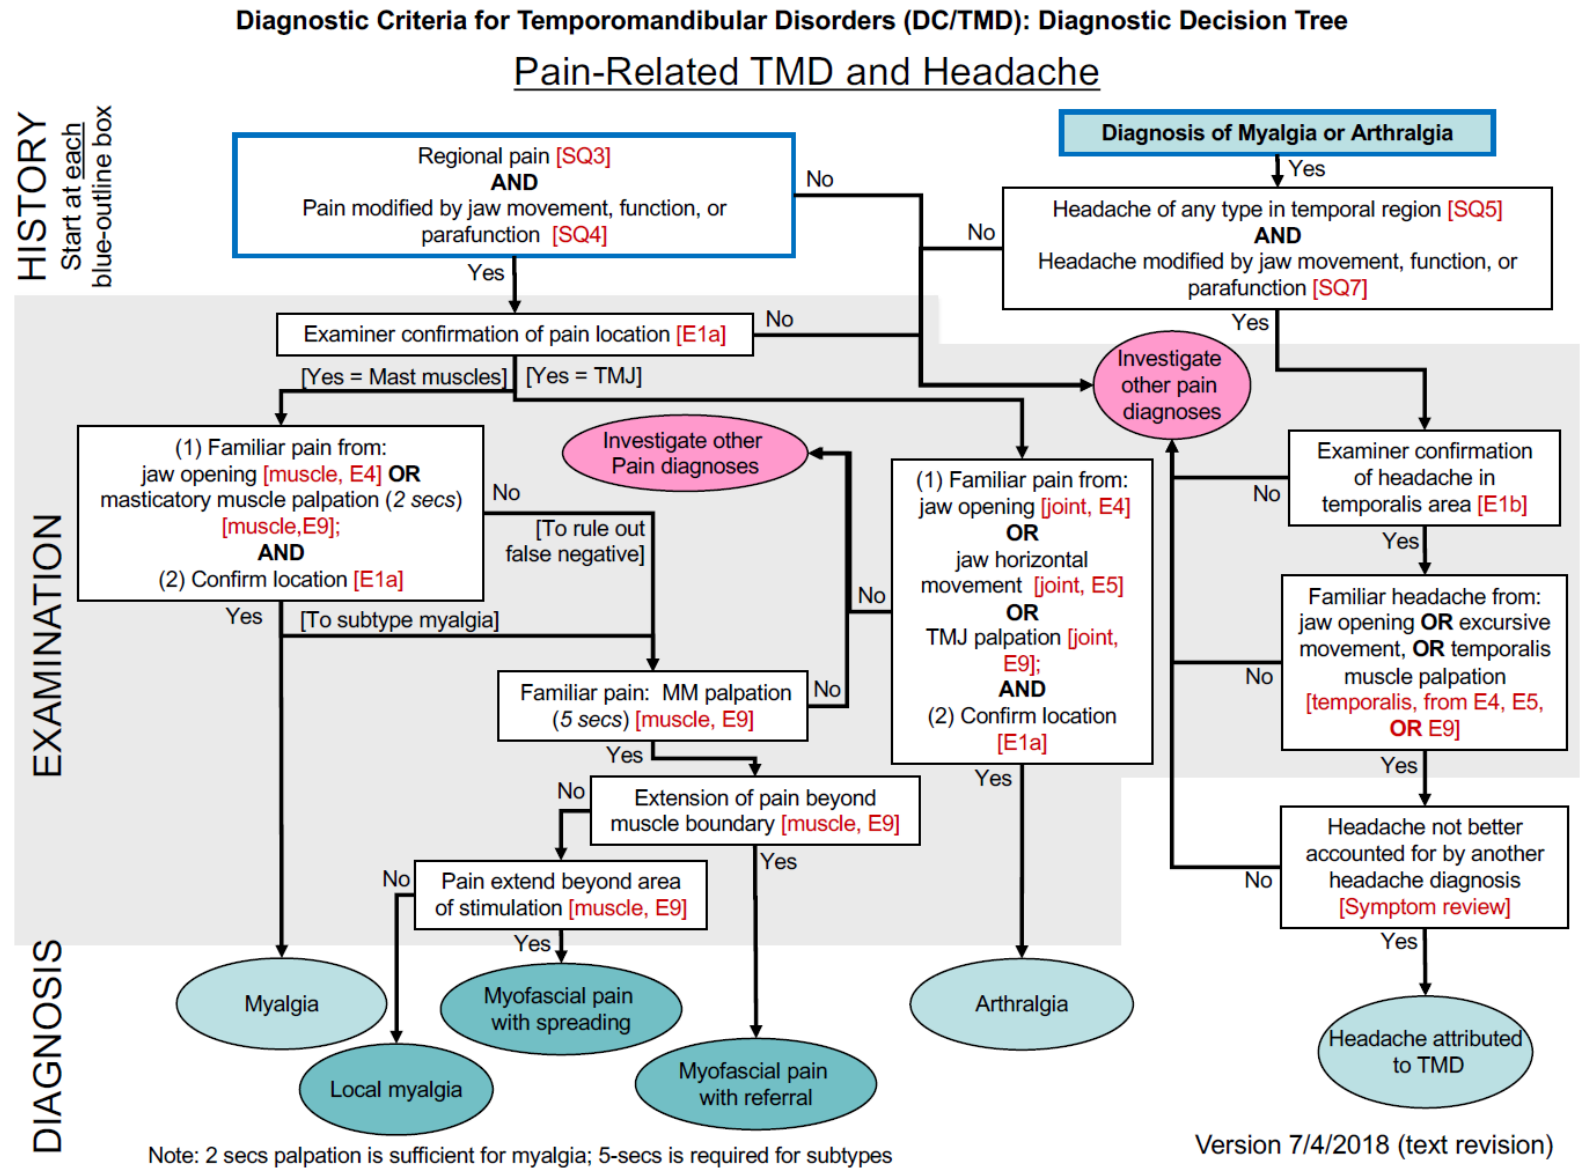 Diagnostic Criteria for Temporomandibular Disorders (DC/TMD): Diagnostic Decision Tree
Pain-Related TMD and Headache
HISTORY
Start at each
blue-outline box
Regional pain [SQ3]
AND
Pain modified by jaw movement, function, or
parafunction [SQ4]
No
Yes
Diagnosis of Myalgia or Arthralgia
Yes
Headache of any type in temporal region [SQ5]
AND
Headache modified by jaw movement, function, or
parafunction [SQ7]
No
Yes
EXAMINATION
Examiner confirmation of pain location [E1a]
No
[Yes = Mast muscles]
[Yes = TMJ]
Investigate
other pain
diagnoses
(1) Familiar pain from:
jaw opening [muscle, E4] OR
masticatory muscle palpation (2 secs)
[muscle,E9];
AND
(2) Confirm location [E1a]
No
[To rule out
false negative]
Yes
[To subtype myalgia]
Investigate other
Pain diagnoses
(1) Familiar pain from:
jaw opening [joint, E4]
OR
jaw horizontal
movement [joint, E5]
OR
TMJ palpation [joint,
E9];
AND
(2) Confirm location
[E1a]
No
Yes
Examiner confirmation
of headache in
temporalis area [E1b]
No
Yes
Familiar headache from:
jaw opening OR excursive
movement, OR temporalis
muscle palpation
[temporalis, from E4, E5,
OR E9]
No
Yes
Familiar pain: MM palpation
(5 secs) [muscle, E9]
No
Yes
Extension of pain beyond
muscle boundary [muscle, E9]
No
Yes
Pain extend beyond area
of stimulation [muscle, E9]
No
Yes
Headache not better
accounted for by another
headache diagnosis
[Symptom review]
No
Yes
DIAGNOSIS
Myalgia
Local myalgia
Myofascial pain
with spreading
Myofascial pain
with referral
Arthralgia
Headache attributed
to TMD
Note: 2 secs palpation is sufficient for myalgia; 5-secs is required for subtypes
Version 7/4/2018 (text revision)